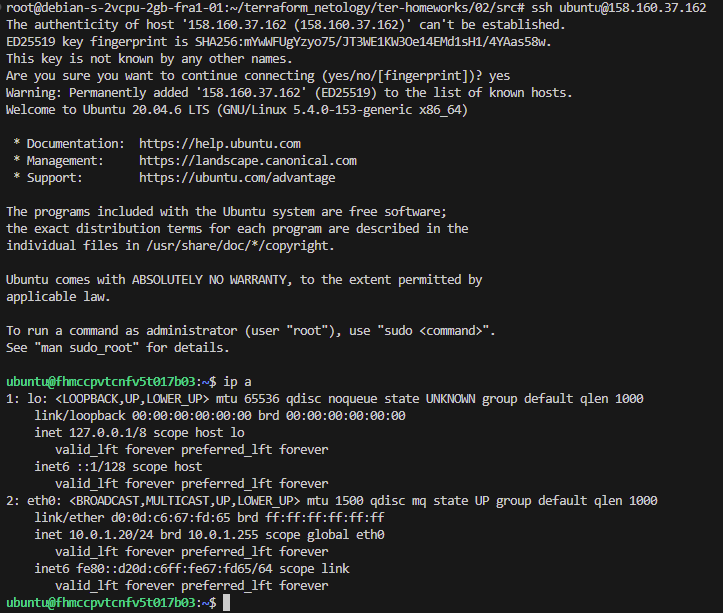 root@debian-s-2vcpu-2gb-fra1-01:~/terraform_netology/ter-homeworks/02/src# ssh ubuntu@158.160.37.162
The authenticity of host '158.160.37.162 (158.160.37.162)' can't be established.
ED25519 key fingerprint is SHA256:mYwWFUgYzyo75/JT3WE1KW3Oe14EMd1sH1/4YAas58w.
This key is not known by any other names.
Are you sure you want to continue connecting (yes/no/[fingerprint])? yes
Warning: Permanently added '158.160.37.162' (ED25519) to the list of known hosts.
Welcome to Ubuntu 20.04.6 LTS (GNU/Linux 5.4.0-153-generic x86_64)

 * Documentation:  https://help.ubuntu.com
 * Management:     https://landscape.canonical.com
 * Support:        https://ubuntu.com/advantage

The programs included with the Ubuntu system are free software;
the exact distribution terms for each program are described in the
individual files in /usr/share/doc/*/copyright.

Ubuntu comes with ABSOLUTELY NO WARRANTY, to the extent permitted by
applicable law.

To run a command as administrator (user "root"), use "sudo <command>".
See "man sudo_root" for details.

ubuntu@fhmccpvtcnfv5t017b03:~$ ip a
1: lo: <LOOPBACK,UP,LOWER_UP> mtu 65536 qdisc noqueue state UNKNOWN group default qlen 1000
    link/loopback 00:00:00:00:00:00 brd 00:00:00:00:00:00
    inet 127.0.0.1/8 scope host lo
       valid_lft forever preferred_lft forever
    inet6 ::1/128 scope host
       valid_lft forever preferred_lft forever
2: eth0: <BROADCAST,MULTICAST,UP,LOWER_UP> mtu 1500 qdisc mq state UP group default qlen 1000
    link/ether d0:0d:c6:67:fd:65 brd ff:ff:ff:ff:ff:ff
    inet 10.0.1.20/24 brd 10.0.1.255 scope global eth0
       valid_lft forever preferred_lft forever
    inet6 fe80::d20d:c6ff:fe67:fd65/64 scope link
       valid_lft forever preferred_lft forever
ubuntu@fhmccpvtcnfv5t017b03:~$